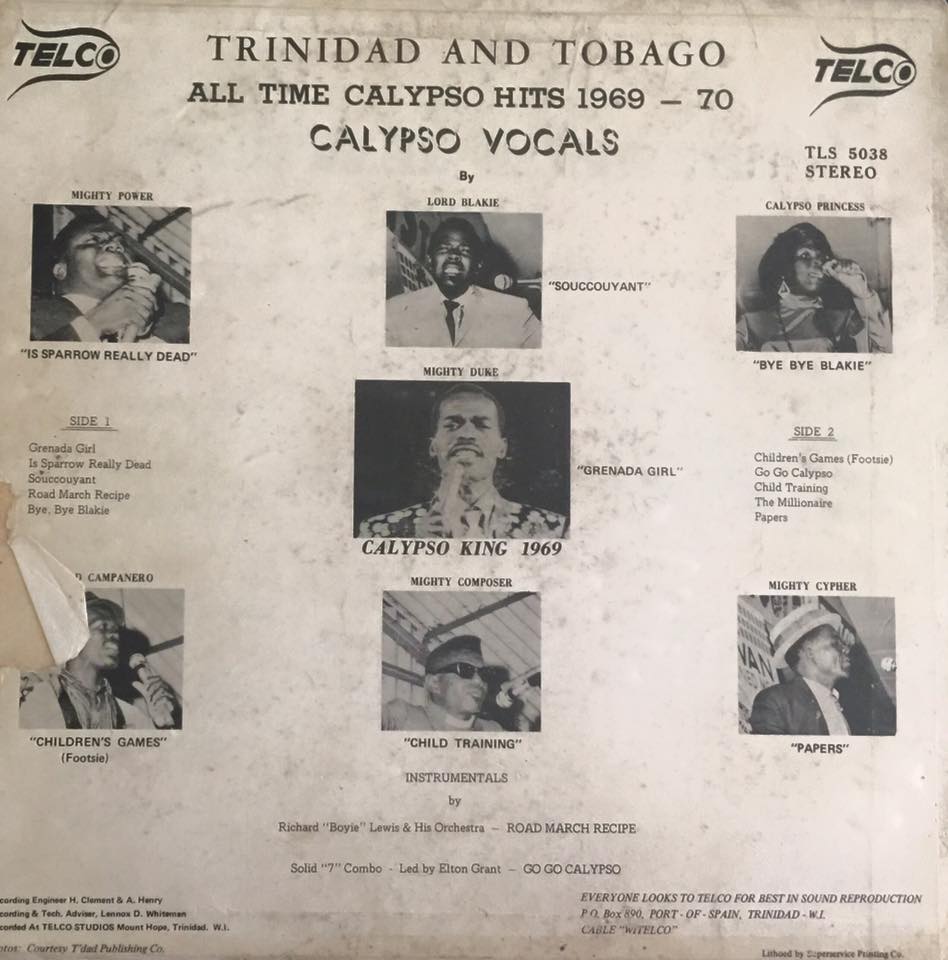 TELCO
TRINIDAD AND TOBAGO
TELCO
ALL TIME CALYPSO HITS 1969 – 70
CALYPSO VOCALS
TLS 5038
STEREO
By
MIGHTY POWER
LORD BLAKIE
CALYPSO PRINCESS
"SOUCCOUYANT"
"IS SPARROW REALLY DEAD"
"BYE BYE BLAKIE"
MIGHTY DUKE
"GRENADA GIRL"
CALYPSO KING 1969
SIDE 1
Grenada Girl
Is Sparrow Really Dead
Souccouyant
Road March Recipe
Bye, Bye Blakie
SIDE 2
Children's Games (Footsie)
Go Go Calypso
Child Training
The Millionaire
Papers
D CAMPANERO
MIGHTY COMPOSER
MIGHTY CYPHER
VAN
"CHILDREN'S GAMES"
(Footsie)
"CHILD TRAINING"
"PAPERS"
INSTRUMENTALS
by
Richard "Boyie" Lewis & His Orchestra – ROAD MARCH RECIPE
Solid "7" Combo - Led by Elton Grant – GO GO CALYPSO
cording Engineer H. Clement & A. Henry
cording & Tech. Adviser, Lennox D. Whiteman
corded At TELCO STUDIOS Mount Hope, Trinidad. W.I.
otos: Courtesy T'dad Publishing Co.
EVERYONE LOOKS TO TELCO FOR BEST IN SOUND REPRODUCTION
P.O. Box 890, PORT - OF - SPAIN, TRINIDAD - W.I.
CABLE "WITELCO"
Lithoed by Superservice Printing Co.